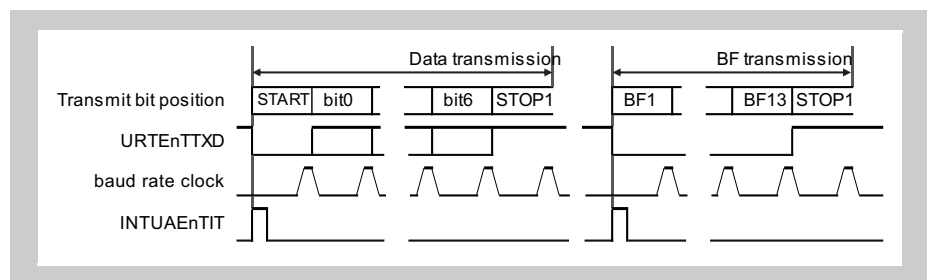 Data transmission BF transmission
Transmit bit position START bit0 bit6 STOP1 BF1 BF13 STOP1
URTEnTTXD
baud rate clock
INTUAEnTIT